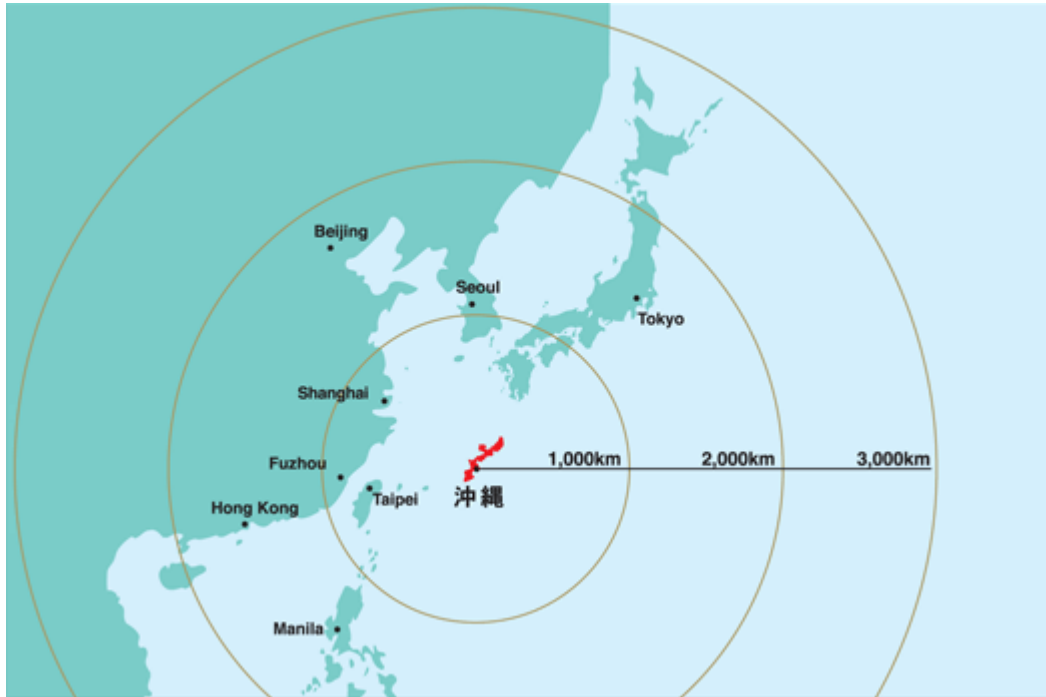 Beijing
Seoul
Tokyo
Shanghai
1,000km 2,000km 3,000km
Fuzhou
Taipei
沖縄
Hong Kong
Manila